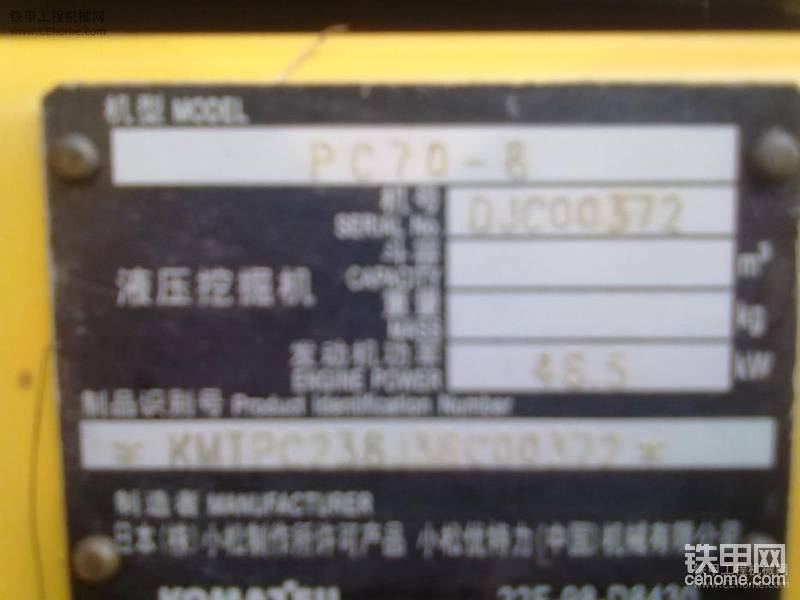 铁甲工程机械网
www.CEhome.com
机型 MODEL
PC70-8
机号
SERIAL No.
DJC00372
斗容
CAPACITY
m³
液压挖掘机
重量
MASS
kg
发动机功率
ENGINE POWER
48.5
kW
制品识别号 Product Identification Number
制造者 MANUFACTURER
日本(株)小松制作所许可产品 小松优特力(中国)机械有限公司
铁甲网
cehome.com
KOMATSU